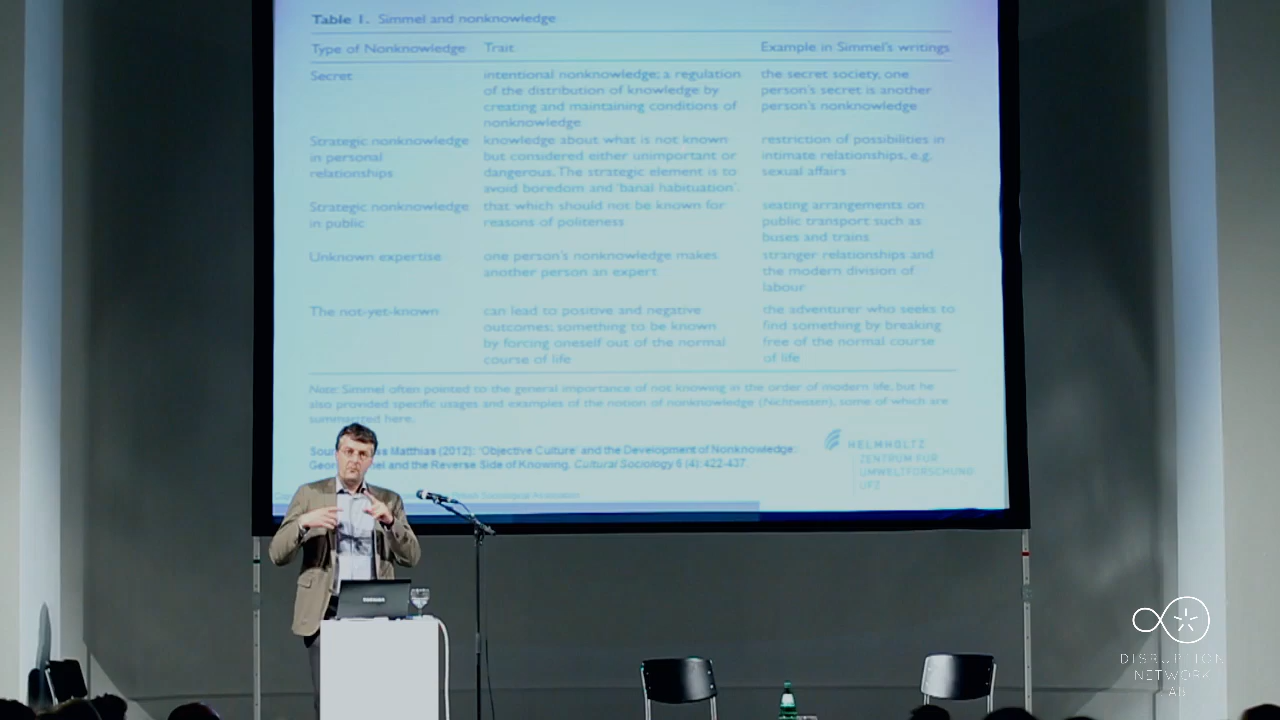 Table 1. Simmel and nonknowledge
Type of Nonknowledge Trait Example in Simmel's writings
Secret intentional nonknowledge; a regulation the secret society, one
of the distribution of knowledge by person's secret is another
creating and maintaining conditions of person's nonknowledge
nonknowledge
Strategic nonknowledge knowledge about what is not known restriction of possibilities in
in personal but considered either unimportant or intimate relationships, e.g.
relationships dangerous. The strategic element is to sexual affairs
avoid boredom and 'banal habituation'.
Strategic nonknowledge that which should not be known for seating arrangements on
in public reasons of politeness public transport such as
buses and trains
Unknown expertise one person's nonknowledge makes stranger relationships and
another person an expert the modern division of
labour
The not-yet-known can lead to positive and negative the adventurer who seeks to
outcomes; something to be known find something by breaking
by forcing oneself out of the normal free of the normal course
course of life of life
Note: Simmel often pointed to the general importance of not knowing in the order of modern life, but he
also provided specific usages and examples of the notion of nonknowledge (Nichtwissen), some of which are
summarized here.
Matthias (2012): 'Objective Culture' and the Development of Nonknowledge:
and the Reverse Side of Knowing. Cultural Sociology 6 (4): 422-437.
HELMHOLTZ
ZENTRUM FÜR
UMWELTFORSCHUNG
UFZ
Sociological Association
DISRUPTION
NETWORK
LAB